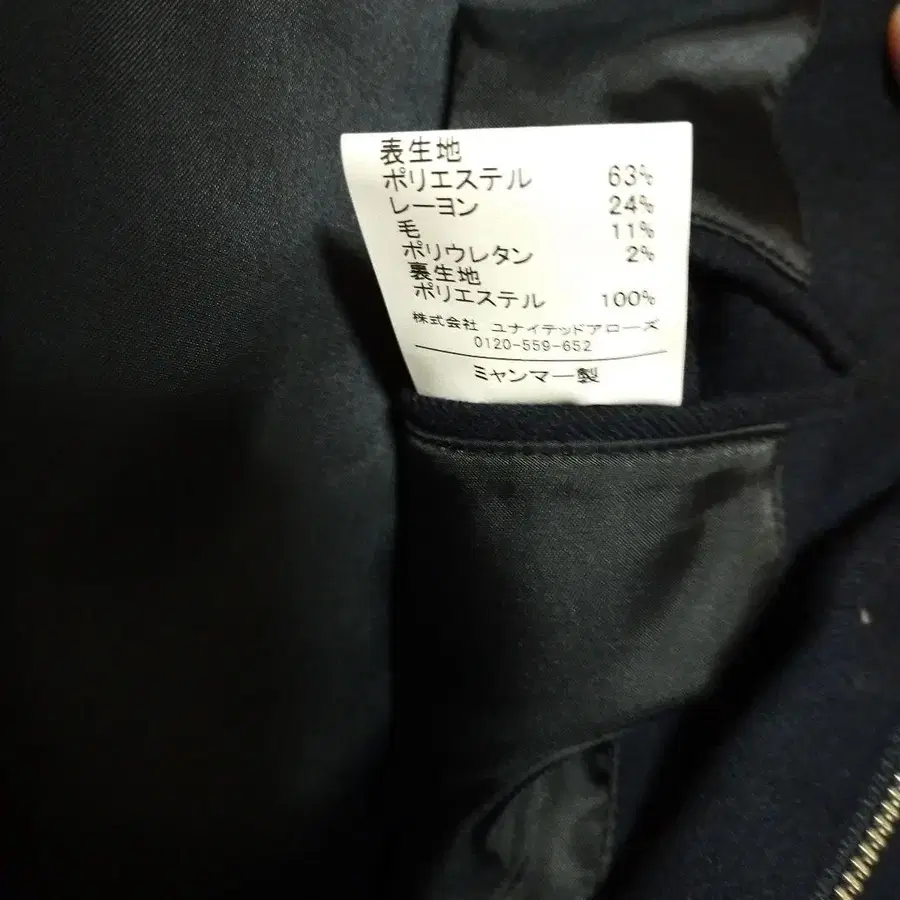 表生地
ポリエステル 63%
レーヨン 24%
毛 11%
ポリウレタン 2%
裏生地
ポリエステル 100%
株式会社 ユナイテッドアローズ
0120-559-652
ミャンマー製